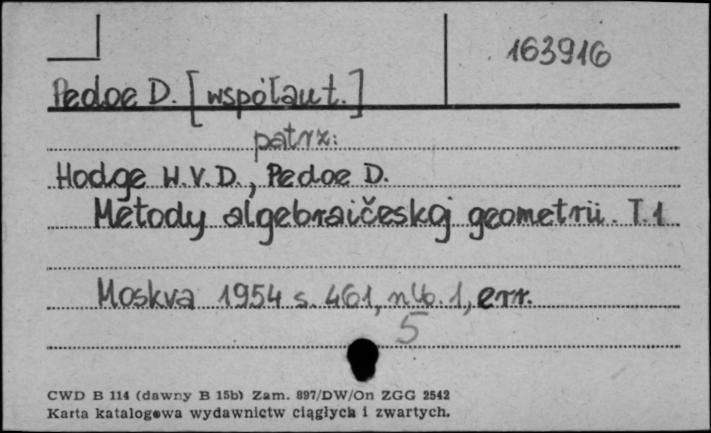 163916
Pedoe D. [współaut.]
patrz:
Hodge W.V.D., Pedoe D.
Metody algebraičeskoj geometrii. T.1
Moskva 1954 s. 461, nlb. 1, err.
5
CWD B 114 (dawny B 15b) Zam. 897/DW/On ZGG 2542
Karta katalogowa wydawnictw ciągłych i zwartych.